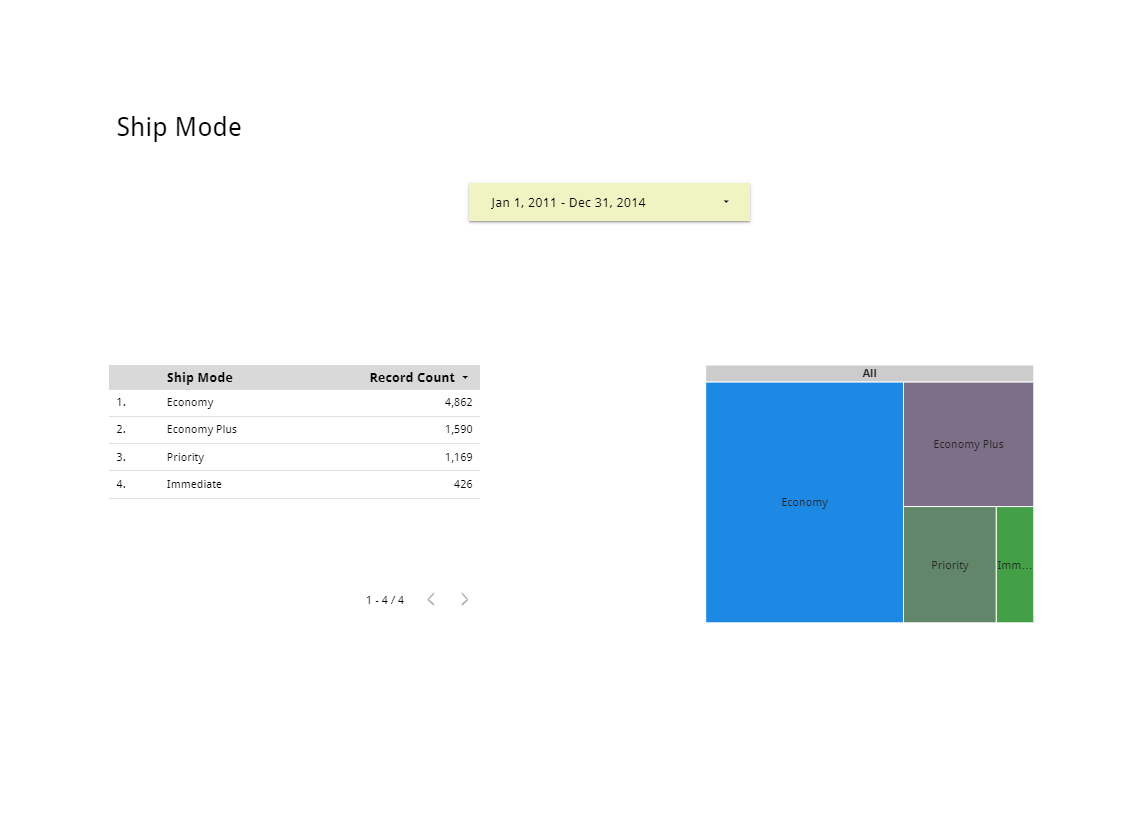 Ship Mode
Jan 1, 2011 - Dec 31, 2014
Ship Mode Record Count
1. Economy 4,862
2. Economy Plus 1,590
3. Priority 1,169
4. Immediate 426
1 - 4 / 4
All
Economy
Economy Plus
Priority
Imm...